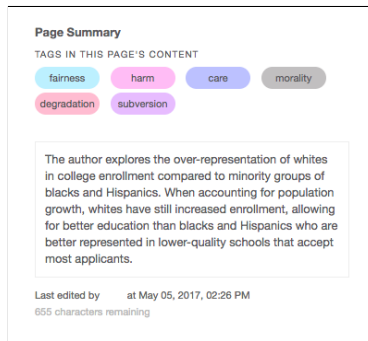 Page Summary
TAGS IN THIS PAGE'S CONTENT
fairness harm care morality
degradation subversion
The author explores the over-representation of whites
in college enrollment compared to minority groups of
blacks and Hispanics. When accounting for population
growth, whites have still increased enrollment, allowing
for better education than blacks and Hispanics who are
better represented in lower-quality schools that accept
most applicants.
Last edited by at May 05, 2017, 02:26 PM
655 characters remaining